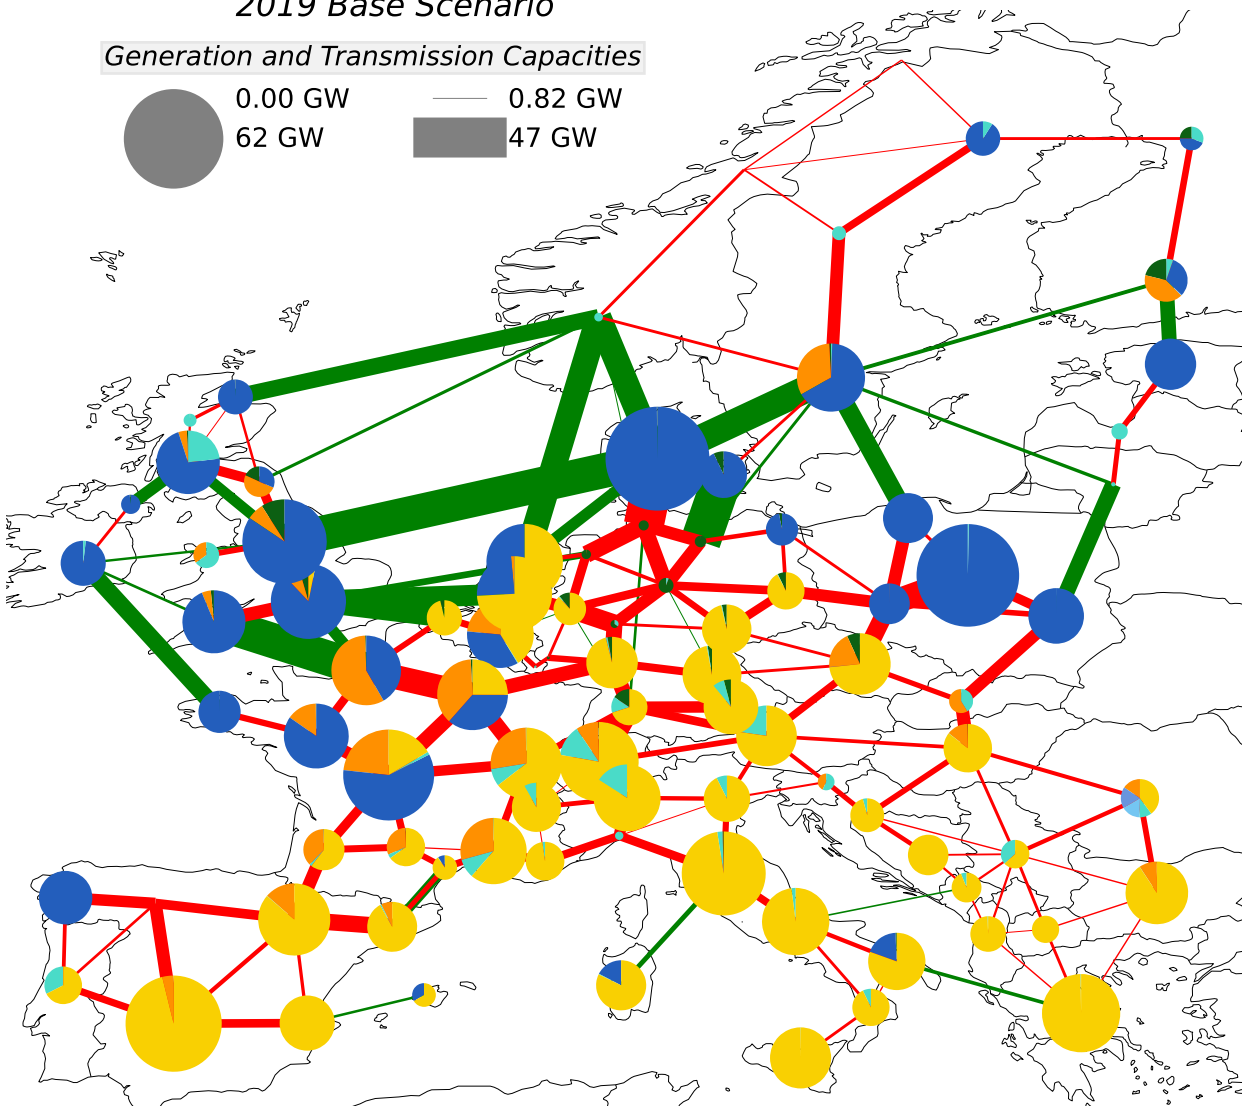 2019 Base Scenario
Generation and Transmission Capacities
0.00 GW 0.82 GW
62 GW 47 GW